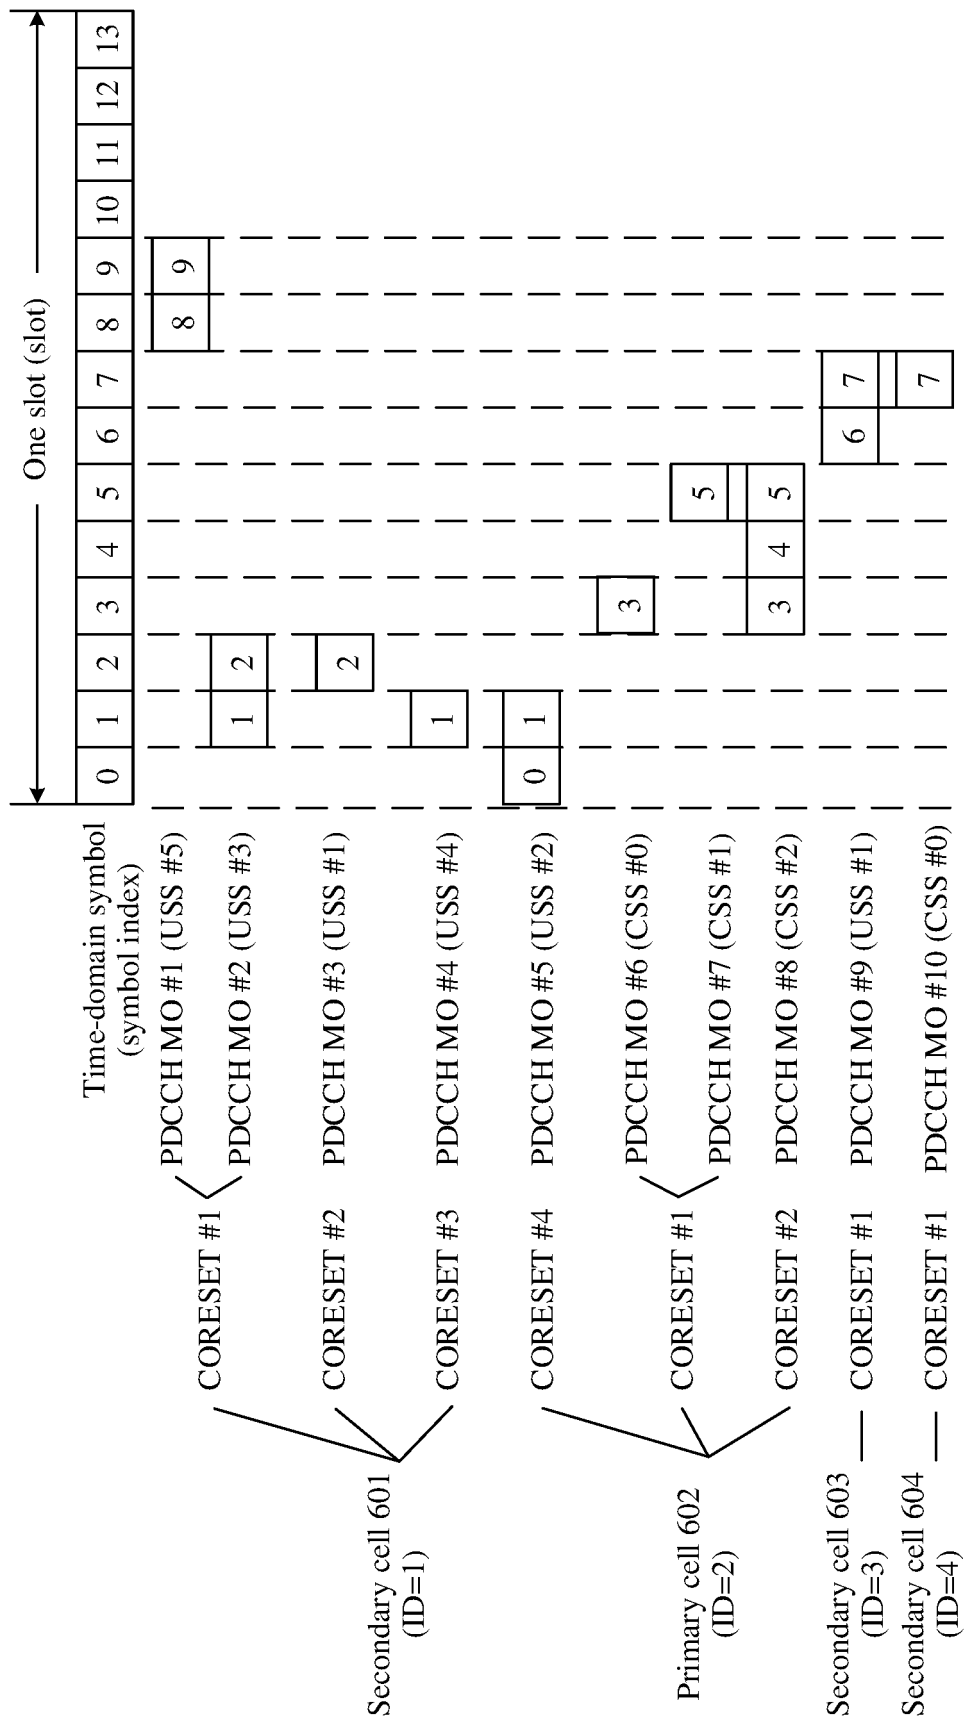 One slot (slot)
Time-domain symbol
(symbol index)
0 1 2 3 4 5 6 7 8 9 10 11 12 13
Secondary cell 601
(ID=1)
CORESET #1
PDCCH MO #1 (USS #5)
8 9
PDCCH MO #2 (USS #3)
1 2
CORESET #2
PDCCH MO #3 (USS #1)
2
CORESET #3
PDCCH MO #4 (USS #4)
1
Primary cell 602
(ID=2)
CORESET #4
PDCCH MO #5 (USS #2)
0 1
CORESET #1
PDCCH MO #6 (CSS #0)
3
PDCCH MO #7 (CSS #1)
5
CORESET #2
PDCCH MO #8 (CSS #2)
3 4 5
Secondary cell 603
(ID=3)
CORESET #1
PDCCH MO #9 (USS #1)
6 7
Secondary cell 604
(ID=4)
CORESET #1
PDCCH MO #10 (CSS #0)
7